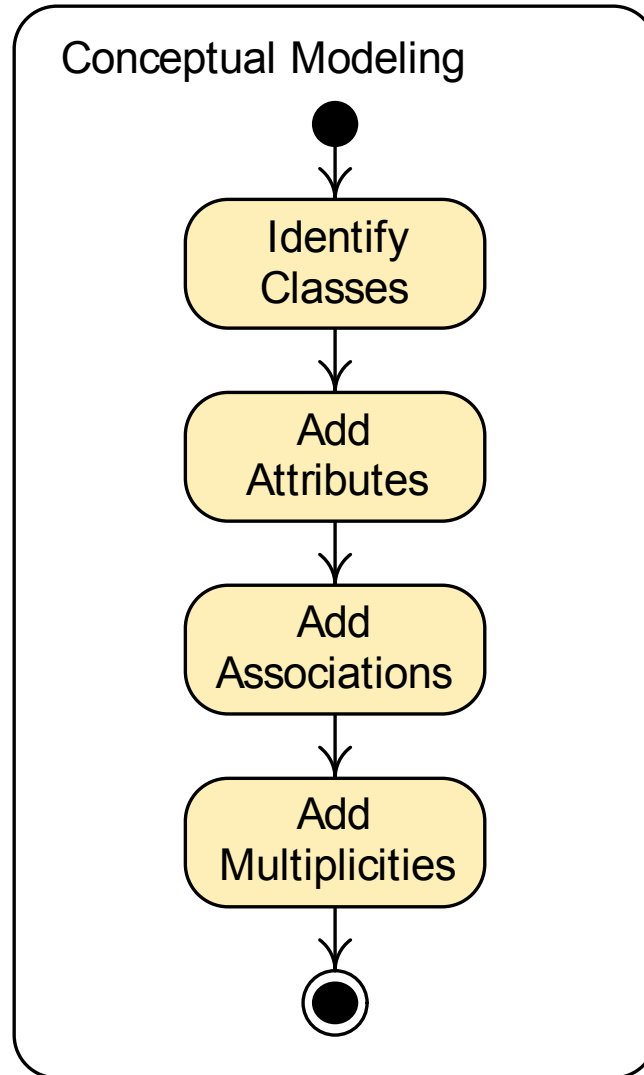 Conceptual Modeling
Identify
Classes
Add
Attributes
Add
Associations
Add
Multiplicities